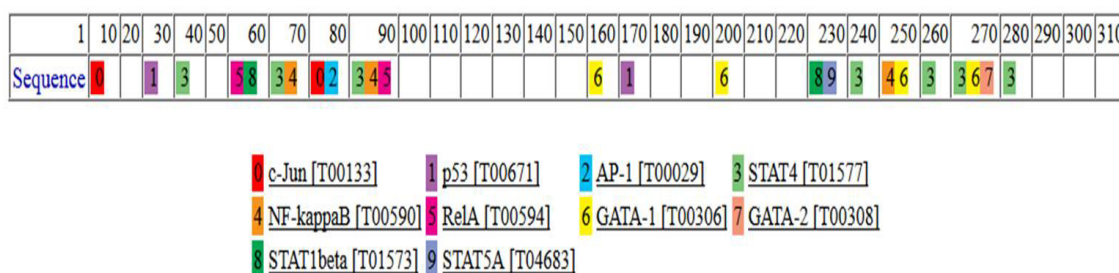 1 10 20 30 40 50 60 70 80 90 100 110 120 130 140 150 160 170 180 190 200 210 220 230 240 250 260 270 280 290 300 310
Sequence 0 1 3 5 8 3 4 0 2 3 4 5 6 1 6 8 9 3 4 6 3 3 6 7 3
0 c-Jun [T00133] 1 p53 [T00671] 2 AP-1 [T00029] 3 STAT4 [T01577]
4 NF-kappaB [T00590] 5 RelA [T00594] 6 GATA-1 [T00306] 7 GATA-2 [T00308]
8 STAT1beta [T01573] 9 STAT5A [T04683]